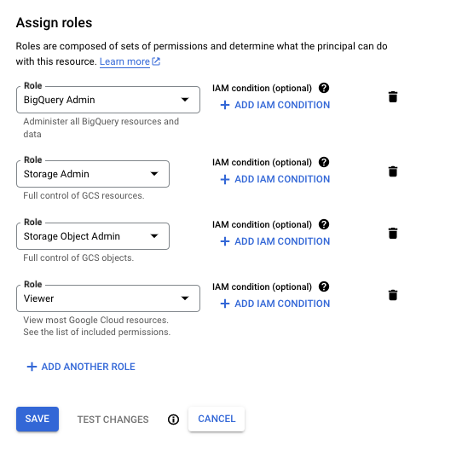 Assign roles
Roles are composed of sets of permissions and determine what the principal can do
with this resource. Learn more
Role
BigQuery Admin
IAM condition (optional)
+ ADD IAM CONDITION
Administer all BigQuery resources and
data
Role
Storage Admin
IAM condition (optional)
+ ADD IAM CONDITION
Full control of GCS resources.
Role
Storage Object Admin
IAM condition (optional)
+ ADD IAM CONDITION
Full control of GCS objects.
Role
Viewer
IAM condition (optional)
+ ADD IAM CONDITION
View most Google Cloud resources.
See the list of included permissions.
+ ADD ANOTHER ROLE
SAVE TEST CHANGES CANCEL